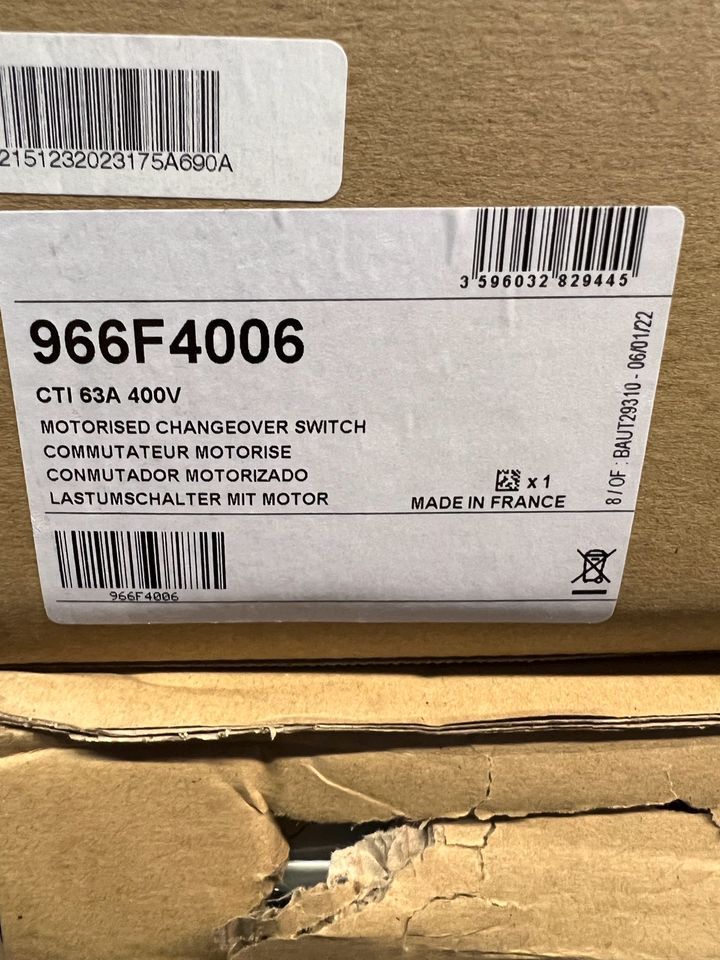 2151232023175A690A
3 596032 829445
966F4006
CTI 63A 400V
MOTORISED CHANGEOVER SWITCH
COMMUTATEUR MOTORISE
CONMUTADOR MOTORIZADO
LASTUMSCHALTER MIT MOTOR
x 1
MADE IN FRANCE
8 / OF : BAUT29310 - 06/01/22
966F4006